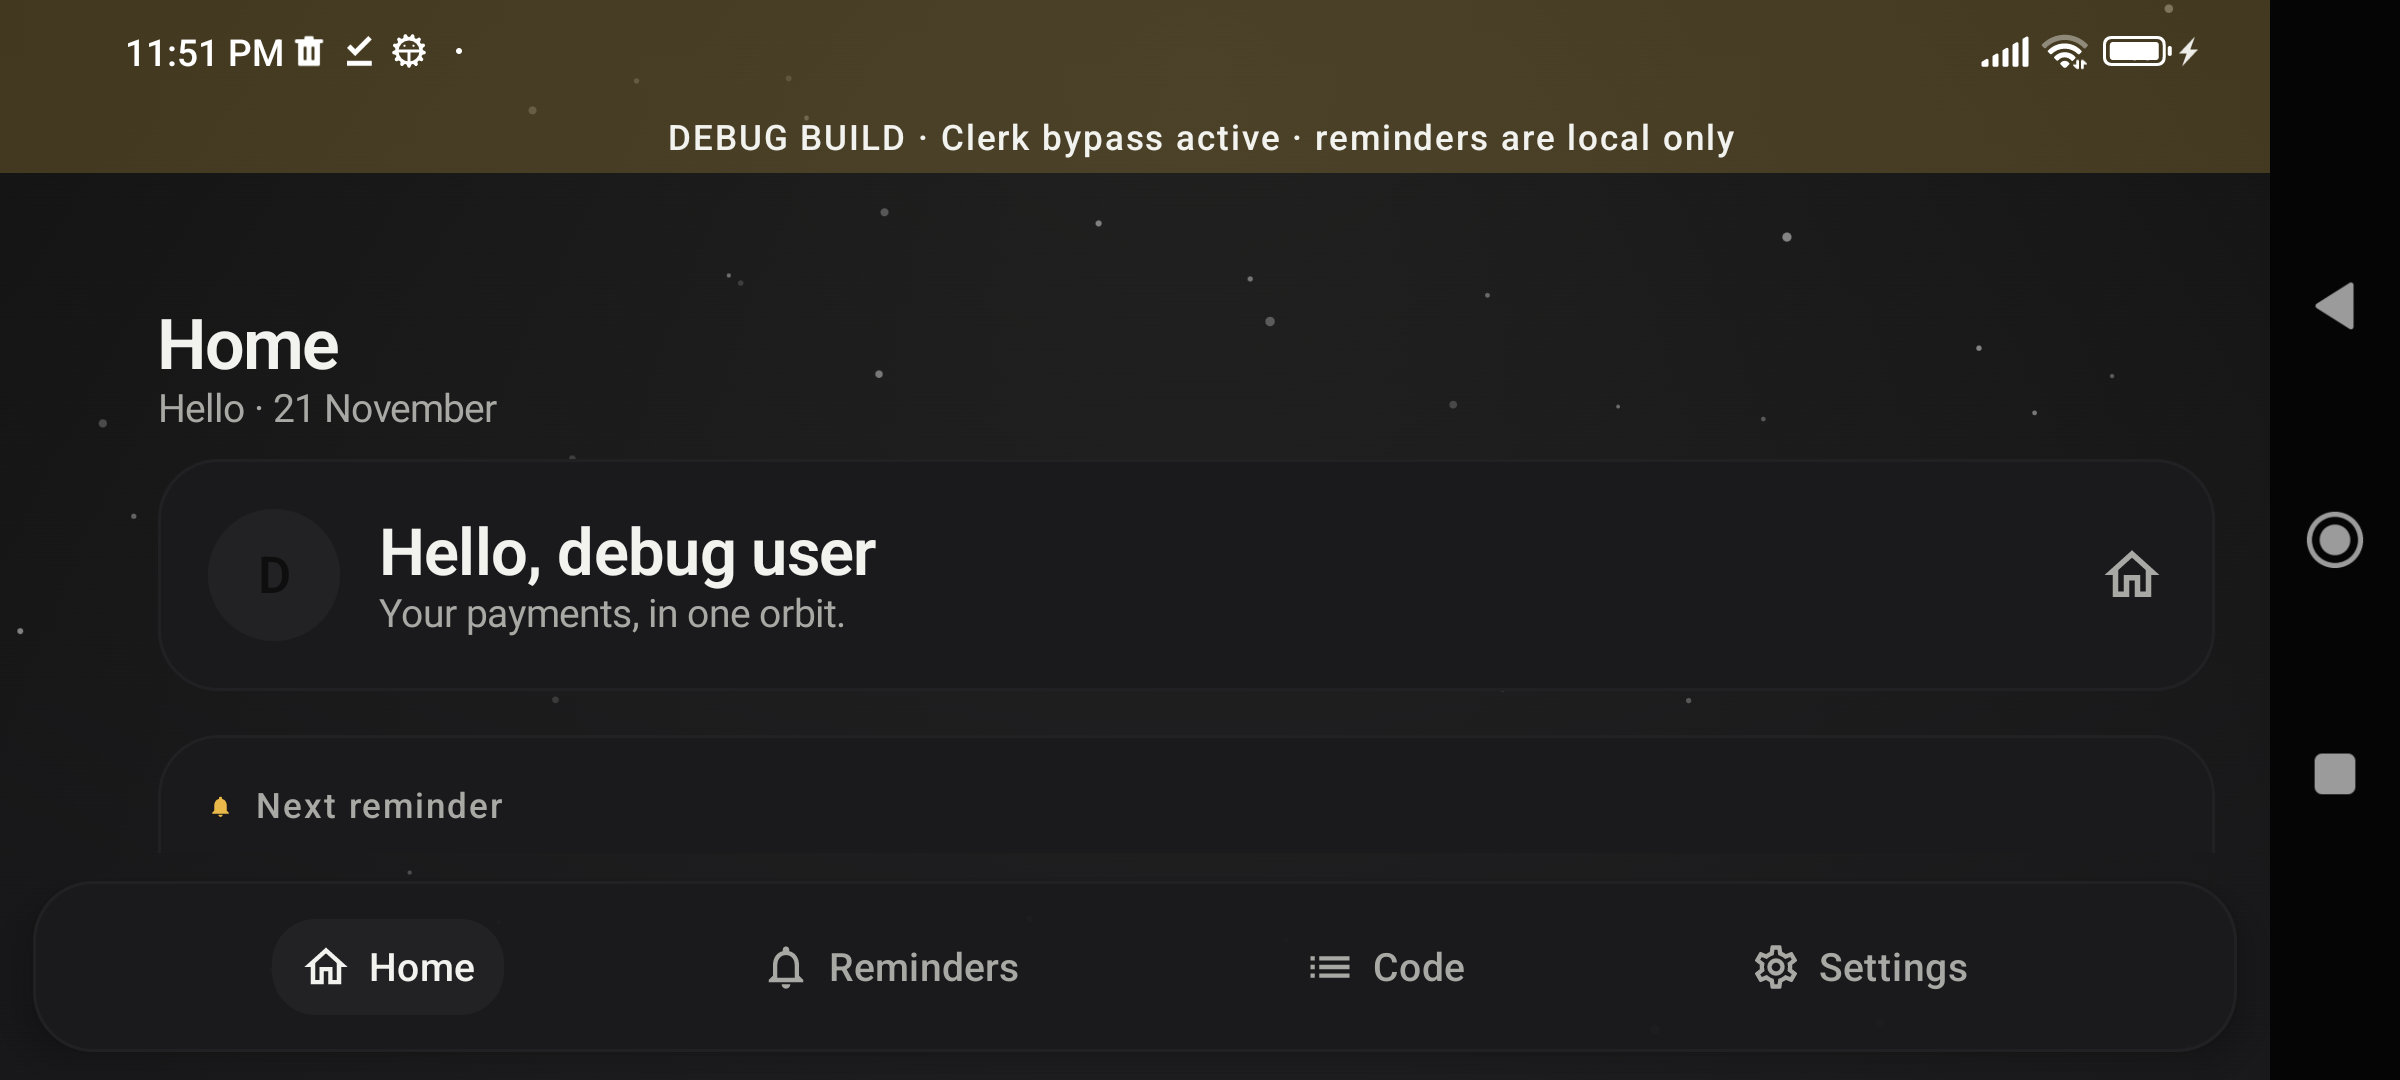 11:51 PM
DEBUG BUILD · Clerk bypass active · reminders are local only
Home
Hello · 21 November
D
Hello, debug user
Your payments, in one orbit.
Next reminder
Home
Reminders
Code
Settings